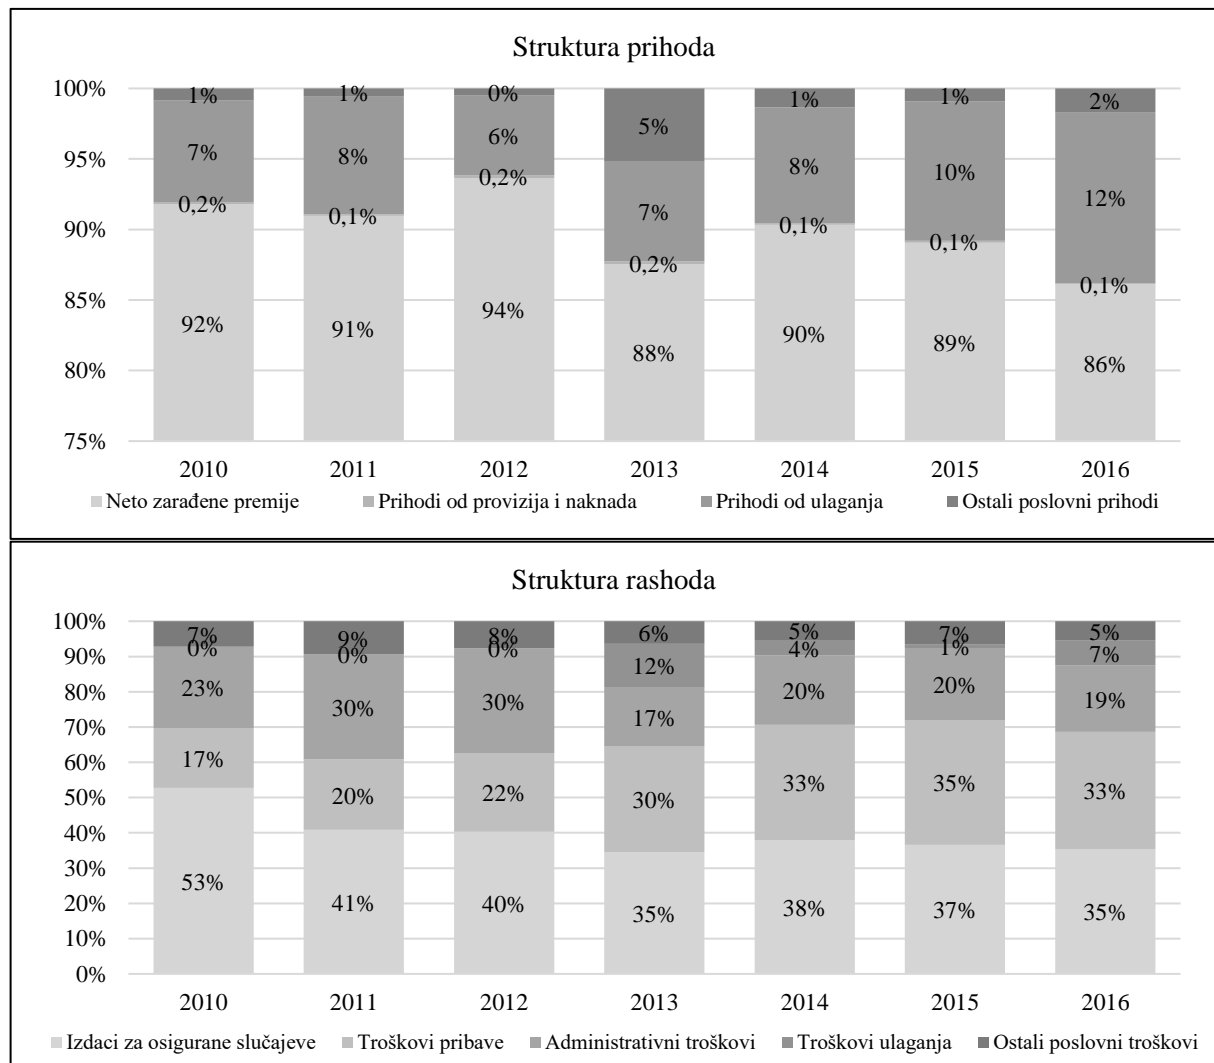 Struktura prihoda
100%
95%
90%
85%
80%
75%
1% 1% 0% 5% 1% 1% 2%
7% 8% 6% 7% 8% 10% 12%
0,2% 0,1% 0,2% 0,2% 0,1% 0,1% 0,1%
92% 91% 94% 88% 90% 89% 86%
2010 2011 2012 2013 2014 2015 2016
Neto zarađene premije Prihodi od provizija i naknada Prihodi od ulaganja Ostali poslovni prihodi
Struktura rashoda
100%
90%
80%
70%
60%
50%
40%
30%
20%
10%
0%
7% 9% 8% 6% 5% 7% 5%
0% 0% 0% 12% 4% 1% 7%
23% 30% 30% 17% 20% 20% 19%
17% 20% 22% 30% 33% 35% 33%
53% 41% 40% 35% 38% 37% 35%
2010 2011 2012 2013 2014 2015 2016
Izdaci za osigurane slučajeve Troškovi pribave Administrativni troškovi Troškovi ulaganja Ostali poslovni troškovi